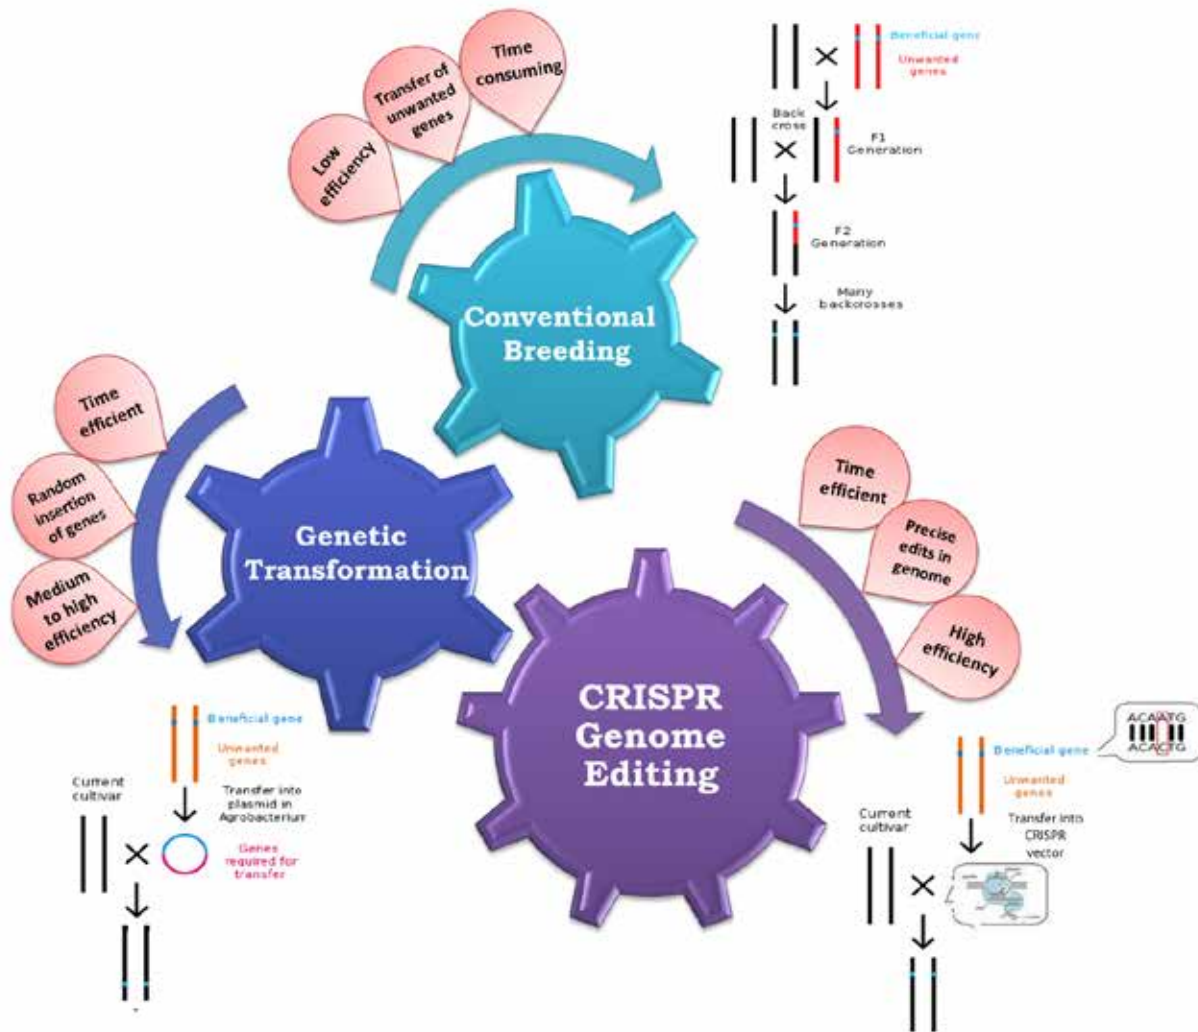 Time
consuming
Transfer of
unwanted
genes
Low
efficiency
Conventional
Breeding
Beneficial gene
Unwanted
genes
Back
cross
F1
Generation
F2
Generation
Many
backcrosses
Time
efficient
Random
insertion
of genes
Medium
to high
efficiency
Genetic
Transformation
Beneficial gene
Unwanted
genes
Current
cultivar
Transfer into
plasmid in
Agrobacterium
Genes
required for
transfer
Time
efficient
Precise
edits in
genome
High
efficiency
CRISPR
Genome
Editing
ACAATG
ACACTG
Beneficial gene
Unwanted
genes
Current
cultivar
Transfer into
CRISPR
vector